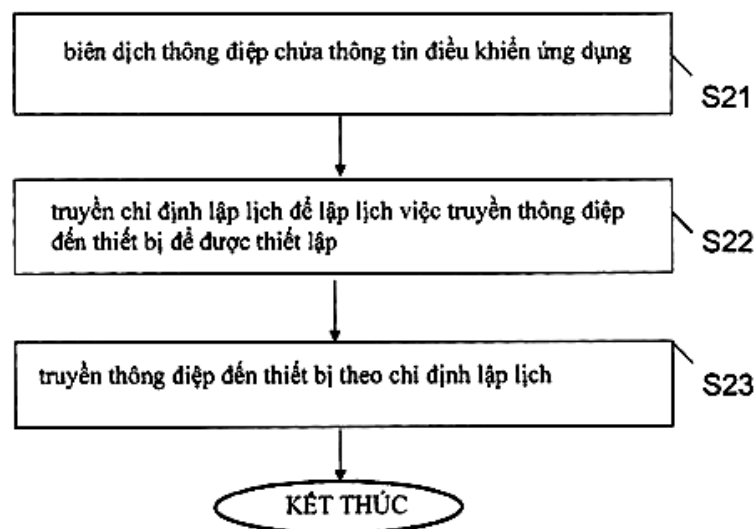 biên dịch thông điệp chứa thông tin điều khiển ứng dụng
S21
truyền chỉ định lập lịch để lập lịch việc truyền thông điệp
đến thiết bị để được thiết lập
S22
truyền thông điệp đến thiết bị theo chỉ định lập lịch
S23
KẾT THÚC